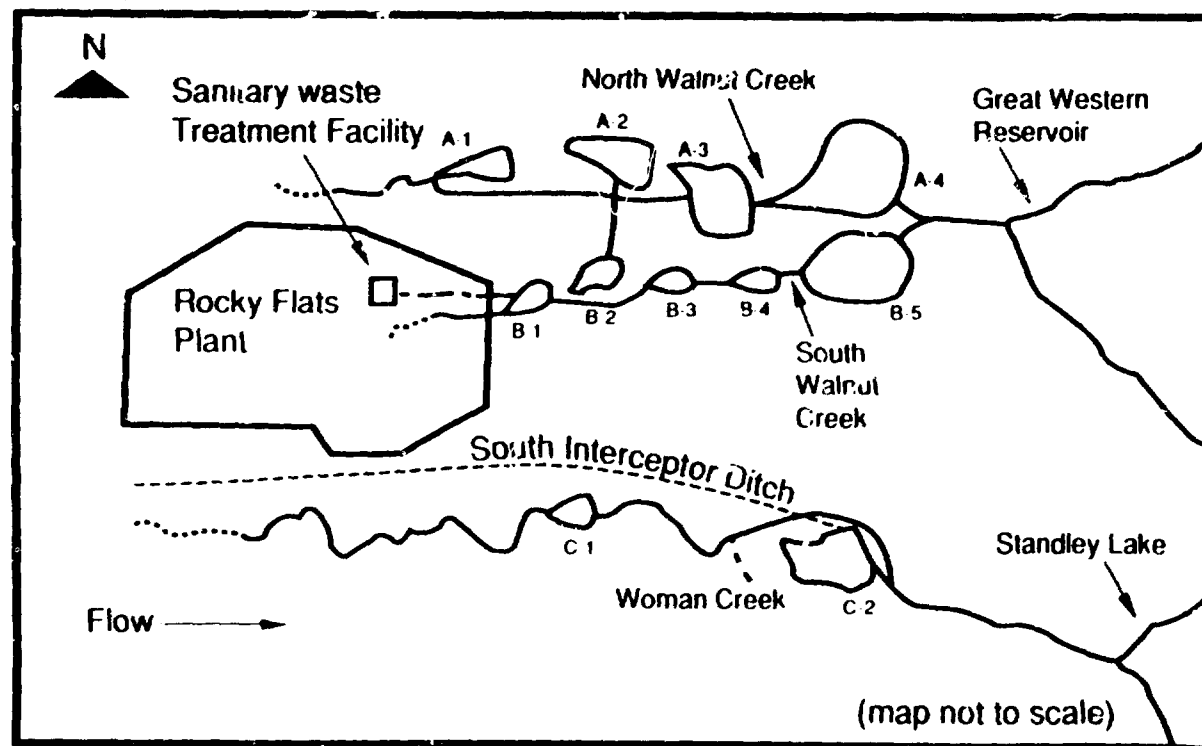 N
Sanitary waste
Treatment Facility
North Walnut Creek
Great Western
Reservoir
A-1
A-2
A-3
A-4
Rocky Flats
Plant
B-1
B-2
B-3
B-4
B-5
South
Walnut
Creek
South Interceptor Ditch
C-1
Woman Creek
C-2
Standley Lake
Flow
(map not to scale)